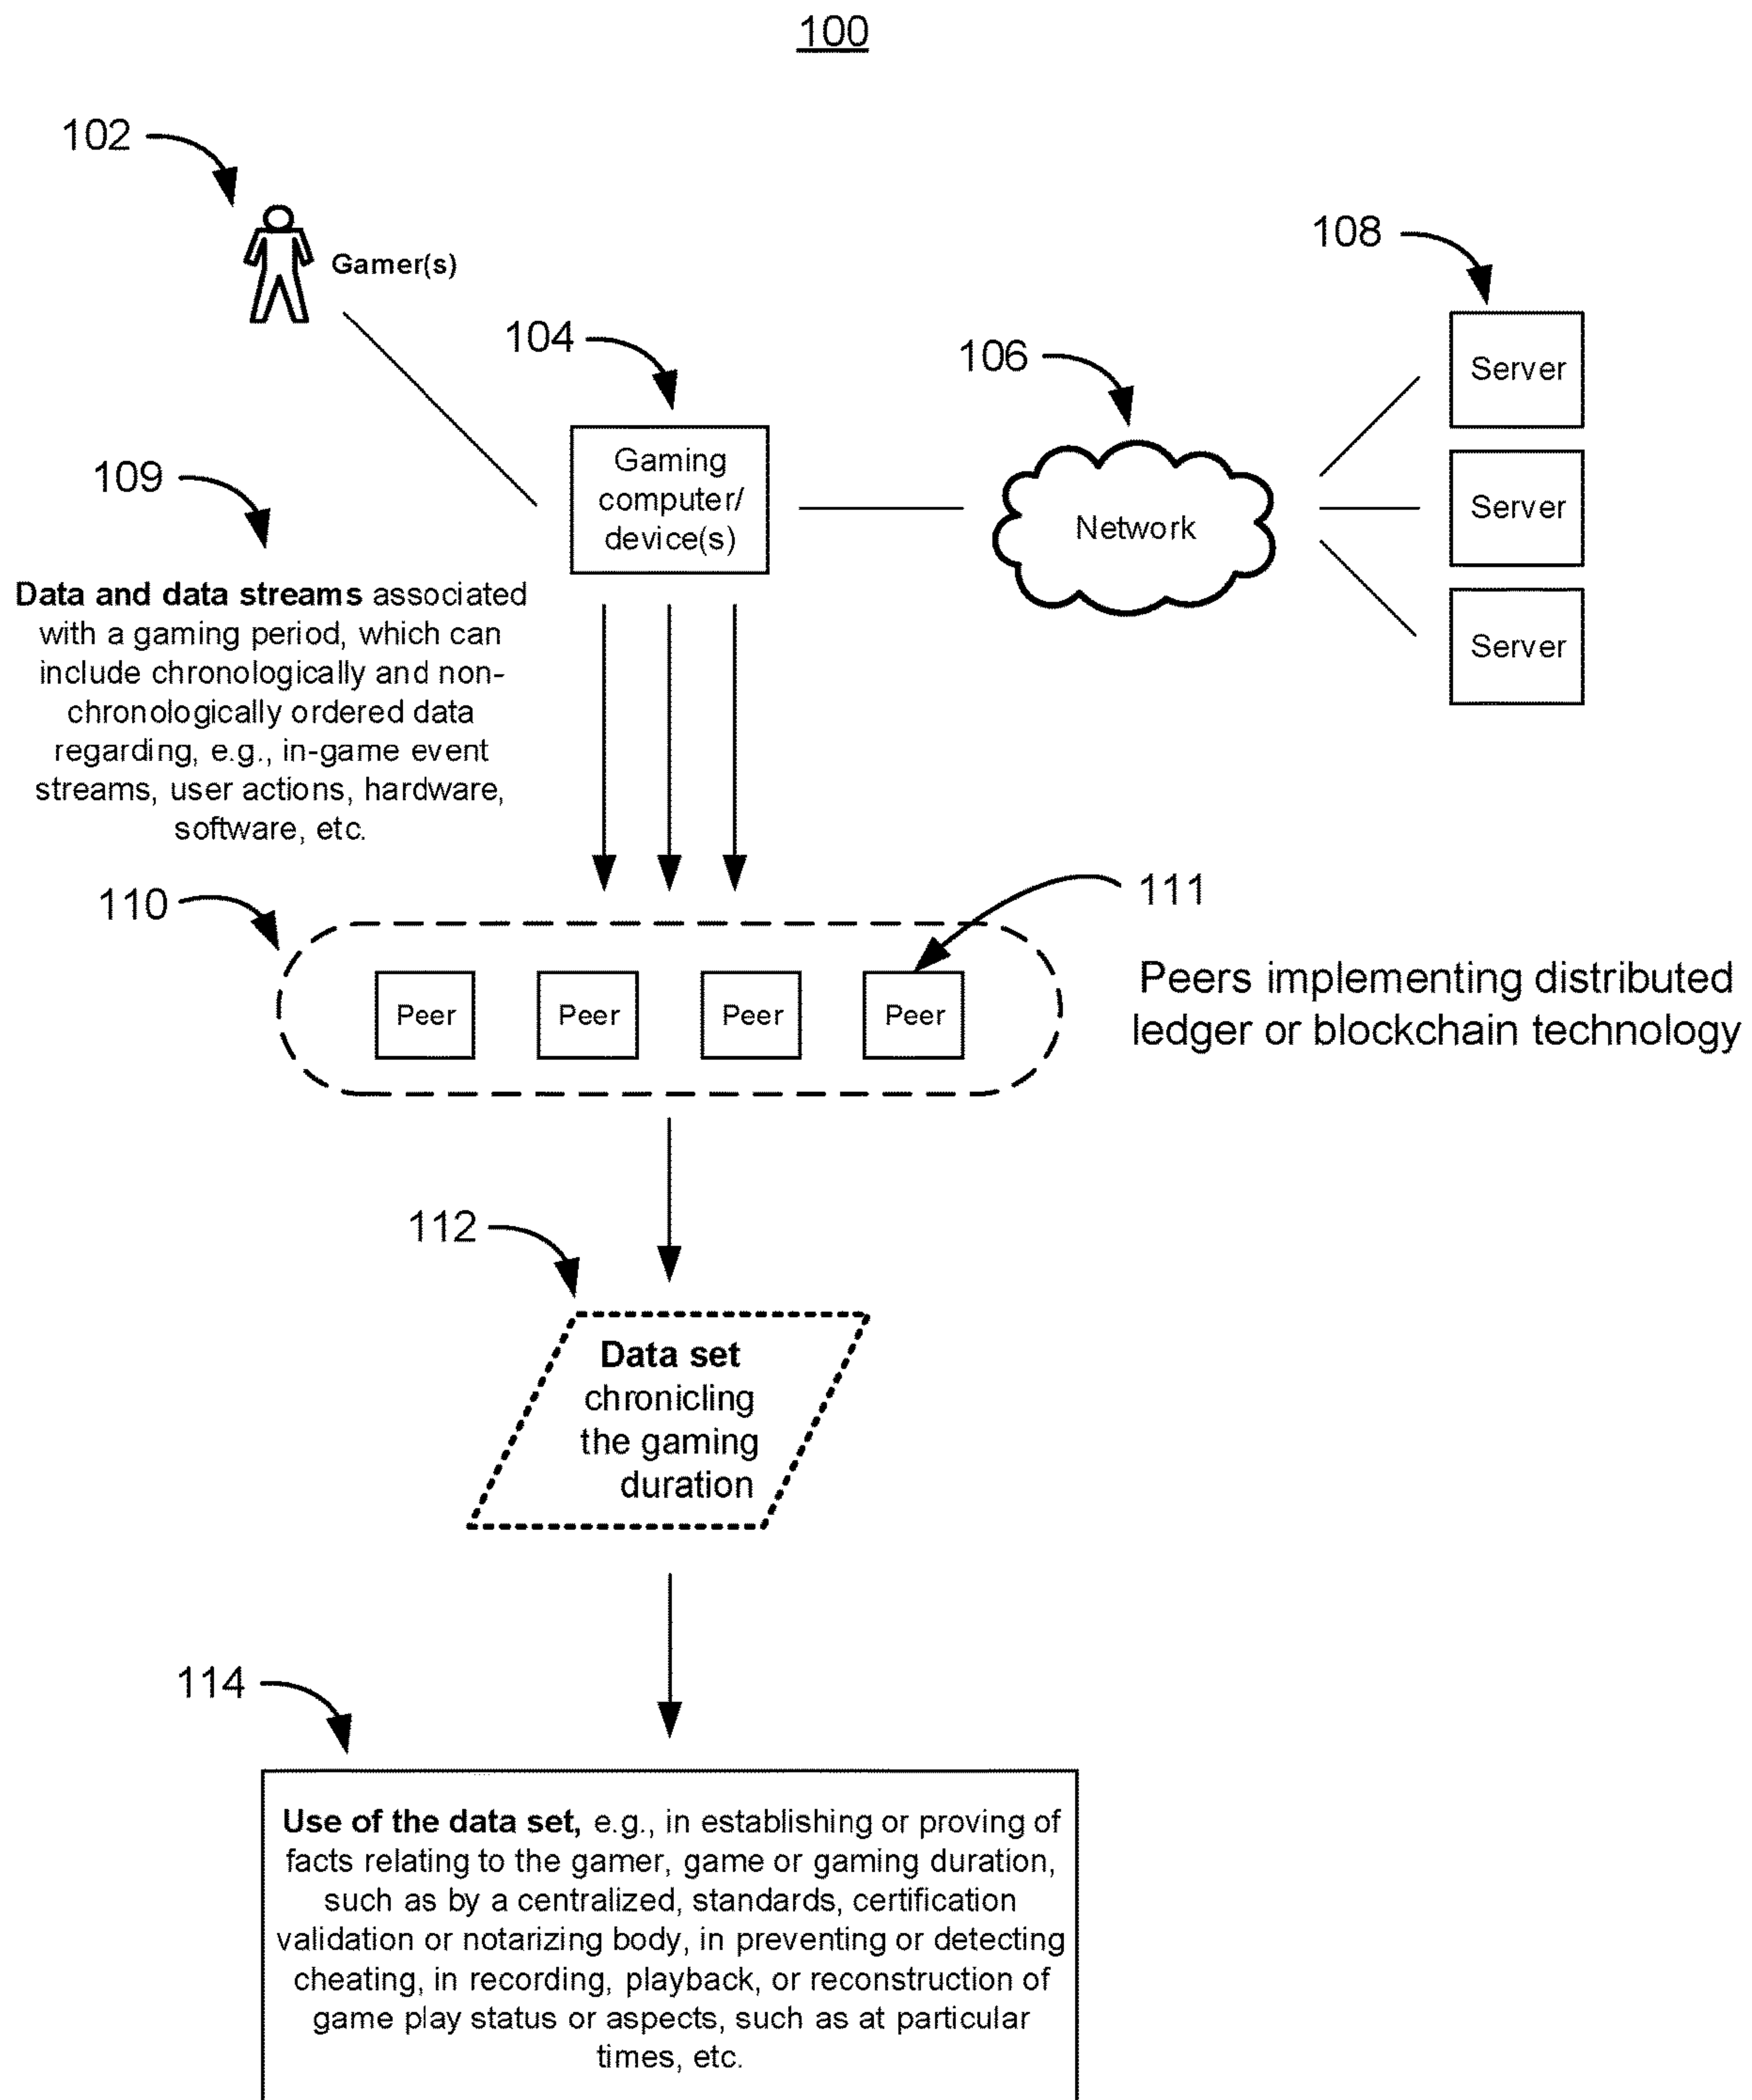 100
102
Gamer(s)
108
104
106
Server
Gaming
computer/
device(s)
Network
Server
Server
109
Data and data streams associated
with a gaming period, which can
include chronologically and non-
chronologically ordered data
regarding, e.g., in-game event
streams, user actions, hardware,
software, etc.
110
111
Peer
Peer
Peer
Peer
Peers implementing distributed
ledger or blockchain technology
112
Data set
chronicling
the gaming
duration
114
Use of the data set, e.g., in establishing or proving of
facts relating to the gamer, game or gaming duration,
such as by a centralized, standards, certification
validation or notarizing body, in preventing or detecting
cheating, in recording, playback, or reconstruction of
game play status or aspects, such as at particular
times, etc.